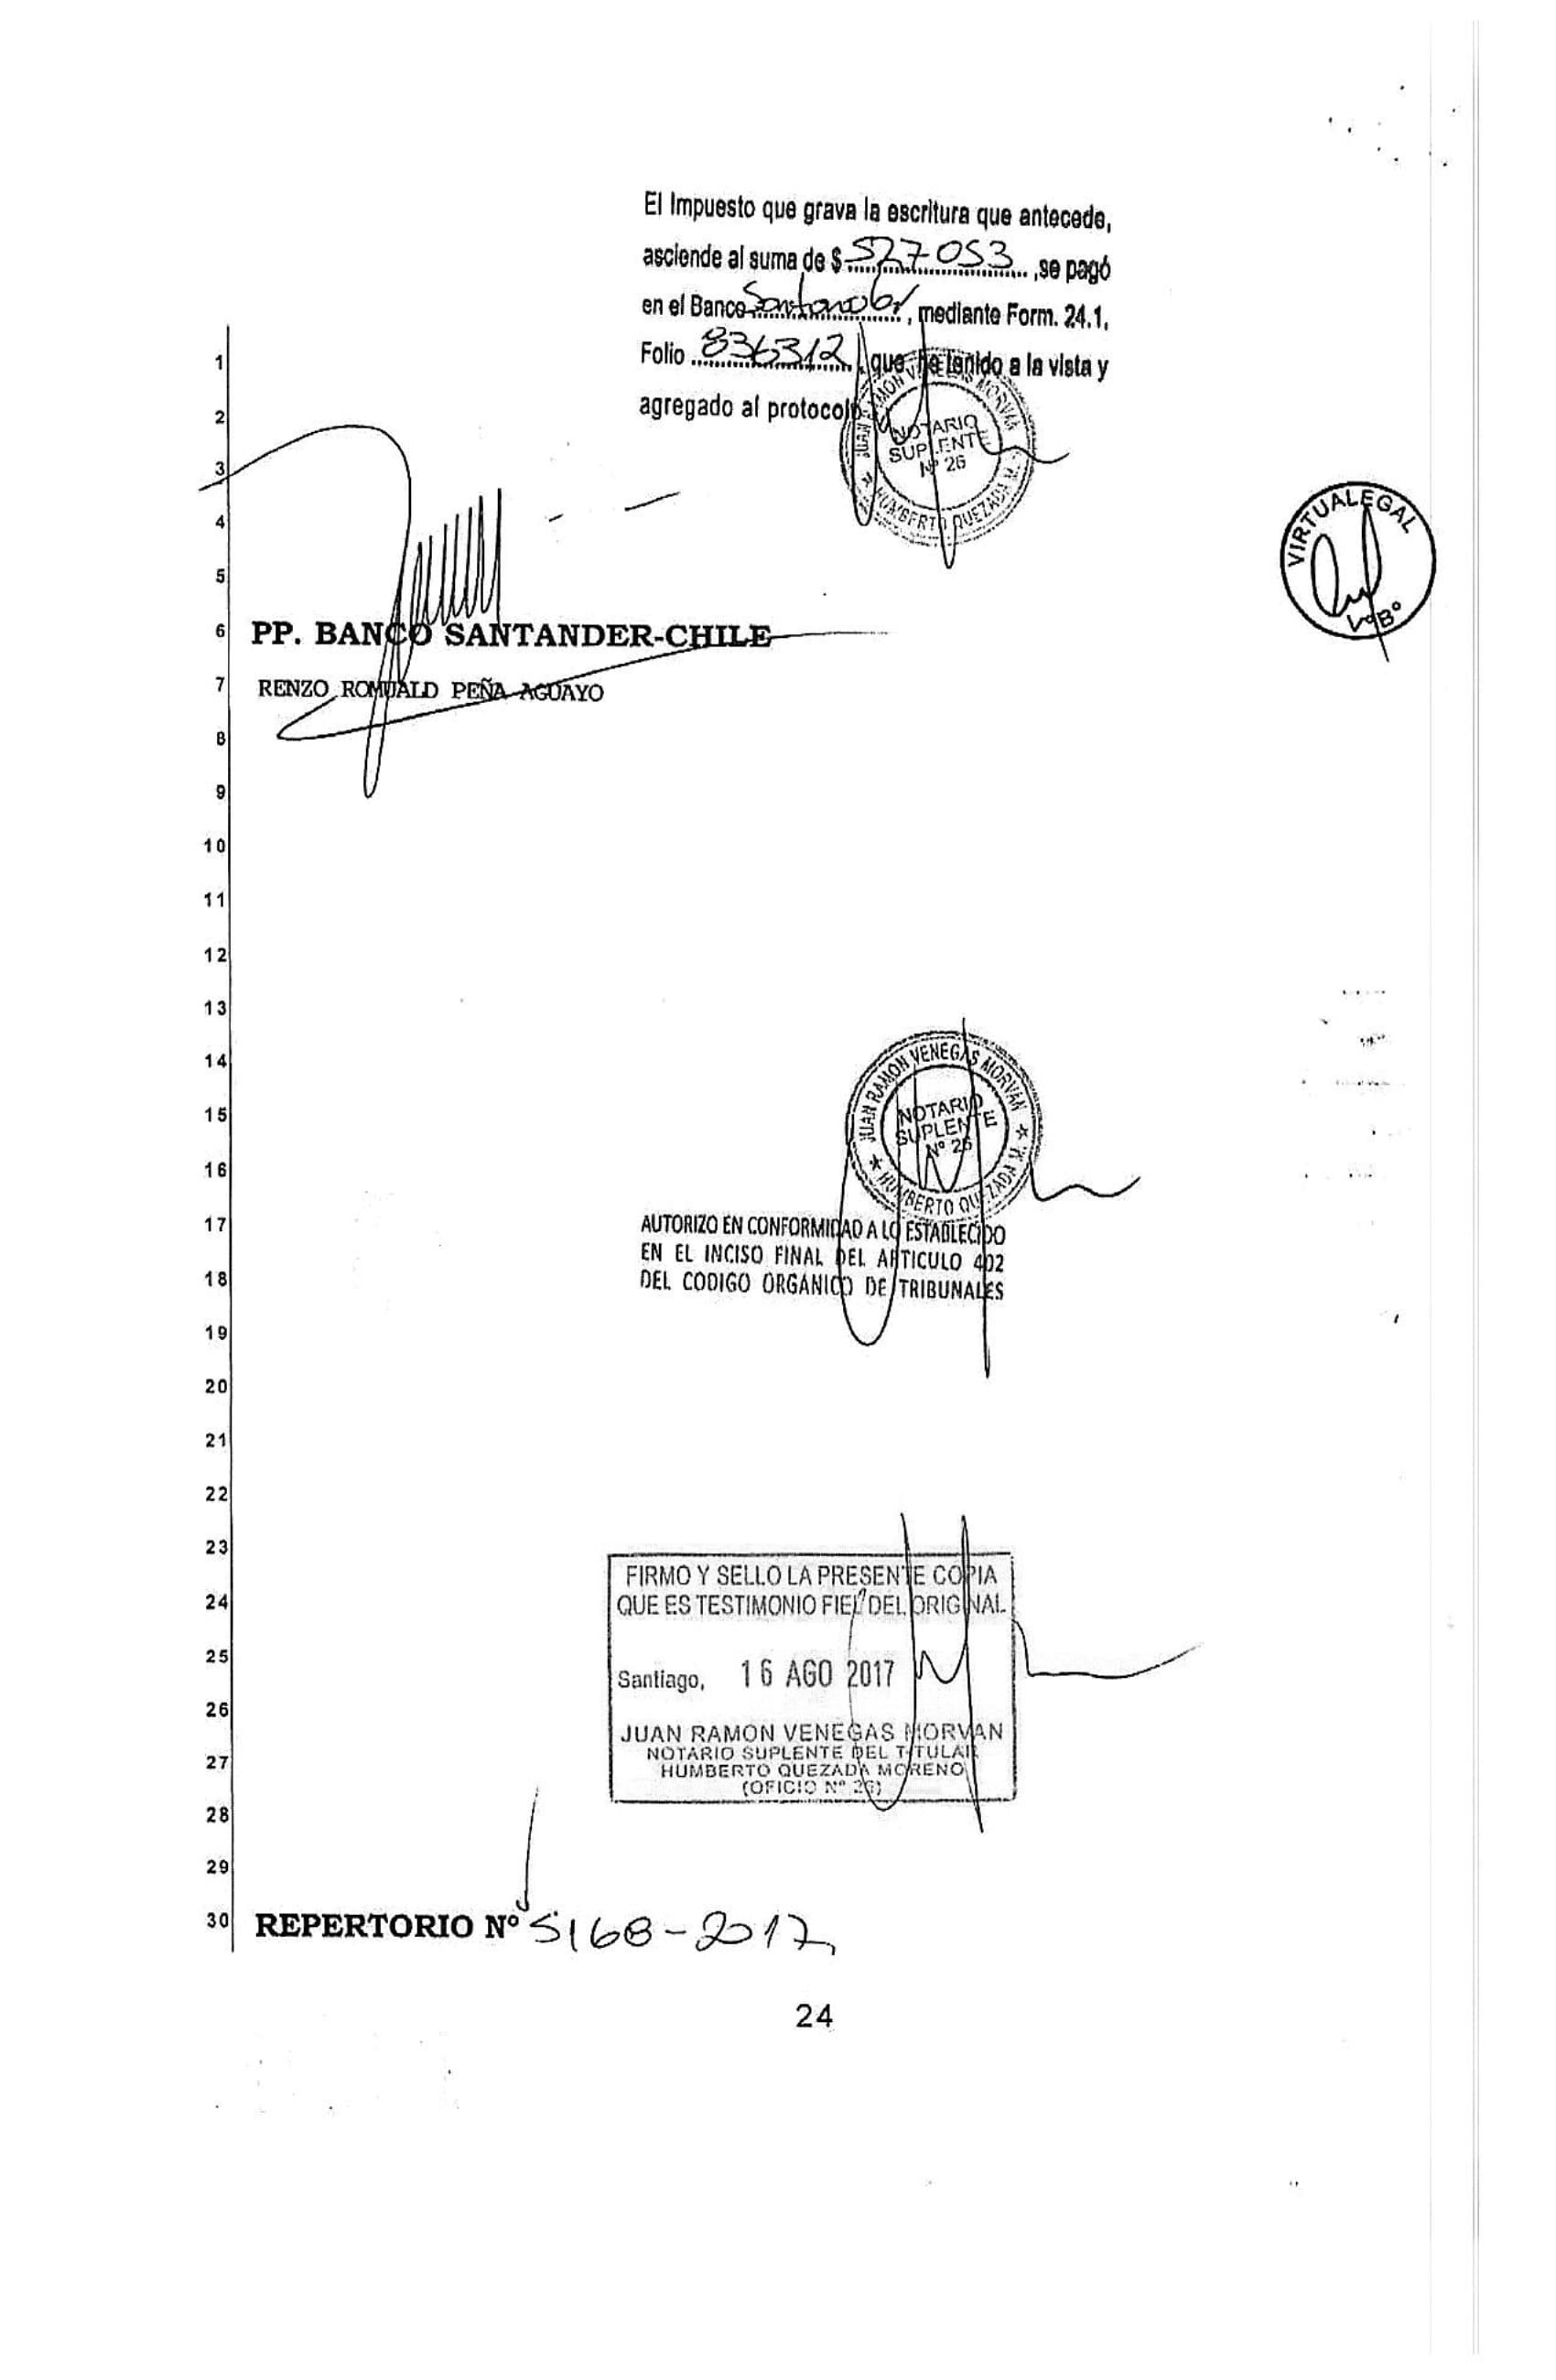 El Impuesto que grava la escritura que antecede,
asciende al suma de $ 527053 ,se pagó
en el Banco Santander, mediante Form. 24.1,
Folio 836312, que he tenido a la vista y
agregado al protocolo
JUAN RAMON VENEGAS MORVAN
NOTARIO
SUPLENTE
Nº 26
HUMBERTO QUEZADA M.
1
2
3
4
5
VIRTUALEGAL
VºBº
6 PP. BANCO SANTANDER-CHILE
7 RENZO ROMUALD PEÑA AGUAYO
8
9
10
11
12
13
14
15
16
JUAN RAMON VENEGAS MORVAN
NOTARIO
SUPLENTE
Nº 26
HUMBERTO QUEZADA M.
17 AUTORIZO EN CONFORMIDAD A LO ESTABLECIDO
EN EL INCISO FINAL DEL ARTICULO 402
18 DEL CODIGO ORGANICO DE TRIBUNALES
19
20
21
22
23
FIRMO Y SELLO LA PRESENTE COPIA
24 QUE ES TESTIMONIO FIEL DEL ORIGINAL
25 Santiago, 16 AGO 2017
26
JUAN RAMON VENEGAS MORVAN
NOTARIO SUPLENTE DEL TITULAR
27 HUMBERTO QUEZADA MORENO
(OFICIO Nº 26)
28
29
30 REPERTORIO Nº 5168-2017,
24